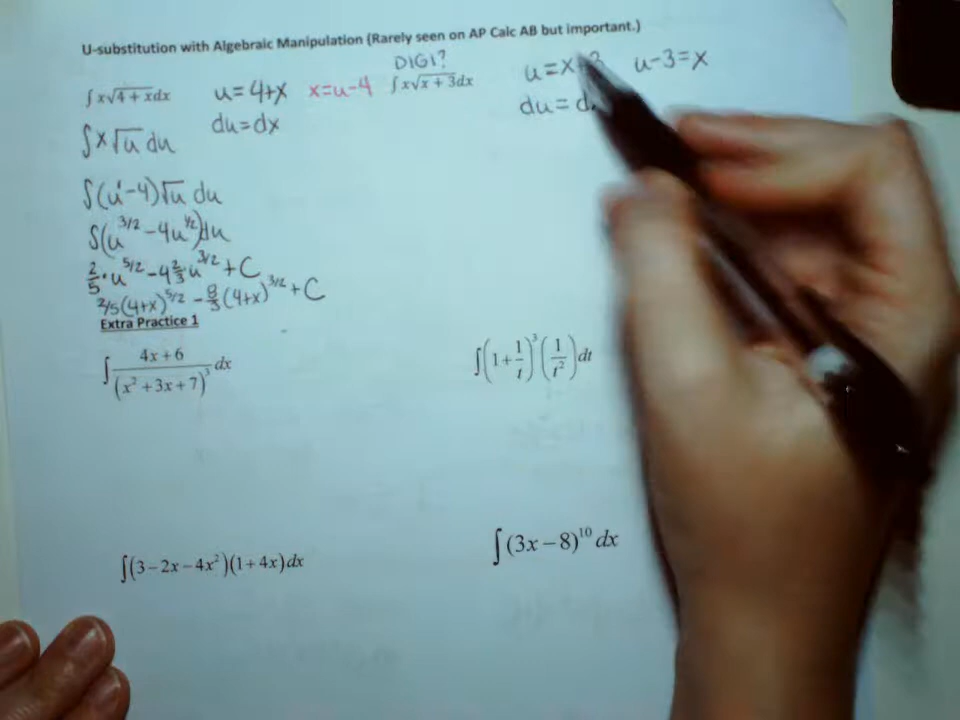 U-substitution with Algebraic Manipulation (Rarely seen on AP Calc AB but important.)
∫x√(4+x)dx u=4+x x=u-4
du=dx
∫x√u du
∫(u¹-4)√u du
∫(u^3/2 - 4u^1/2)du
2/5·u^5/2 - 4 2/3 u^3/2 + C
2/5(4+x)^5/2 - 8/3(4+x)^3/2 + C
DIGI?
∫x√(x+3)dx u=x+3 u-3=x
du=
Extra Practice 1
∫ (4x+6)/(x²+3x+7)³ dx
∫(1+1/t)³(1/t²)dt
∫(3-2x-4x²)(1+4x)dx
∫(3x-8)¹⁰ dx